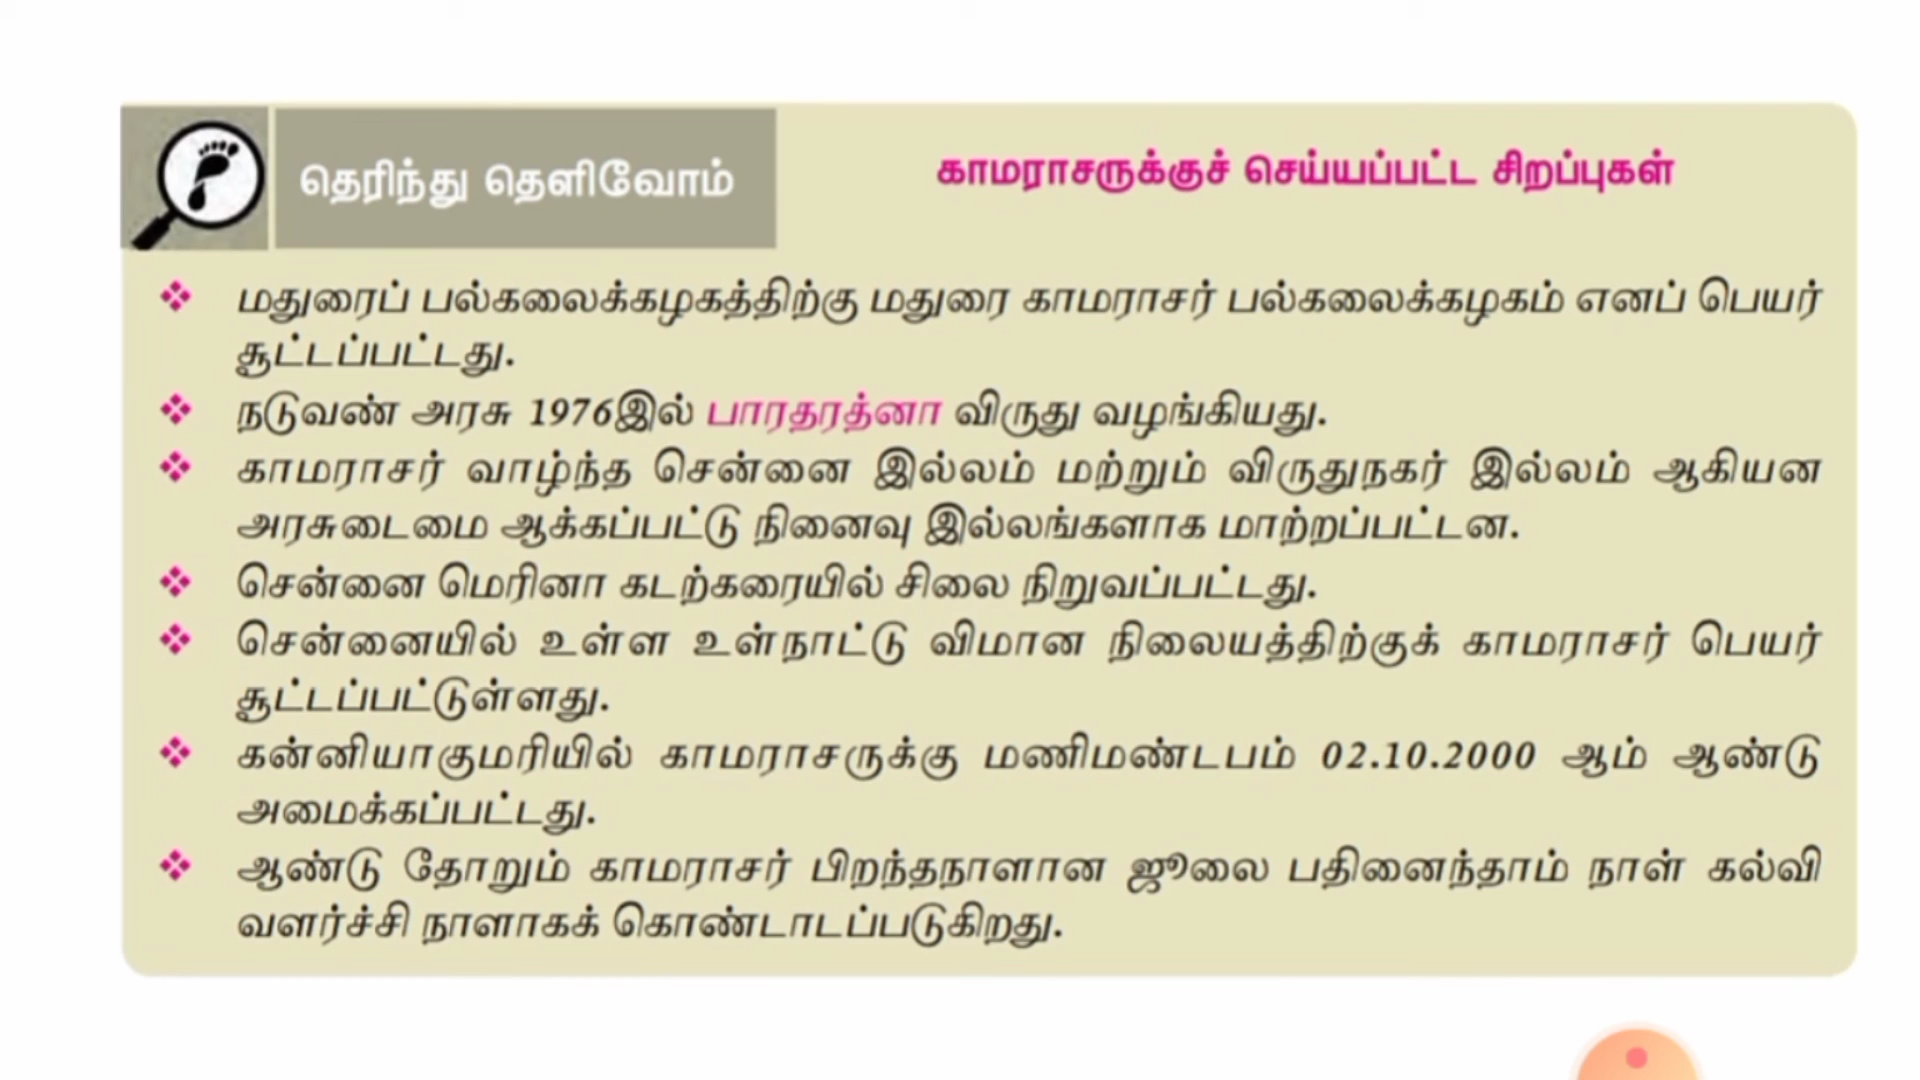 தெரிந்து தெளிவோம்
காமராசருக்குச் செய்யப்பட்ட சிறப்புகள்
❖ மதுரைப் பல்கலைக்கழகத்திற்கு மதுரை காமராசர் பல்கலைக்கழகம் எனப் பெயர்
சூட்டப்பட்டது.
❖ நடுவண் அரசு 1976இல் பாரதரத்னா விருது வழங்கியது.
❖ காமராசர் வாழ்ந்த சென்னை இல்லம் மற்றும் விருதுநகர் இல்லம் ஆகியன
அரசுடைமை ஆக்கப்பட்டு நினைவு இல்லங்களாக மாற்றப்பட்டன.
❖ சென்னை மெரினா கடற்கரையில் சிலை நிறுவப்பட்டது.
❖ சென்னையில் உள்ள உள்நாட்டு விமான நிலையத்திற்குக் காமராசர் பெயர்
சூட்டப்பட்டுள்ளது.
❖ கன்னியாகுமரியில் காமராசருக்கு மணிமண்டபம் 02.10.2000 ஆம் ஆண்டு
அமைக்கப்பட்டது.
❖ ஆண்டு தோறும் காமராசர் பிறந்தநாளான ஜூலை பதினைந்தாம் நாள் கல்வி
வளர்ச்சி நாளாகக் கொண்டாடப்படுகிறது.